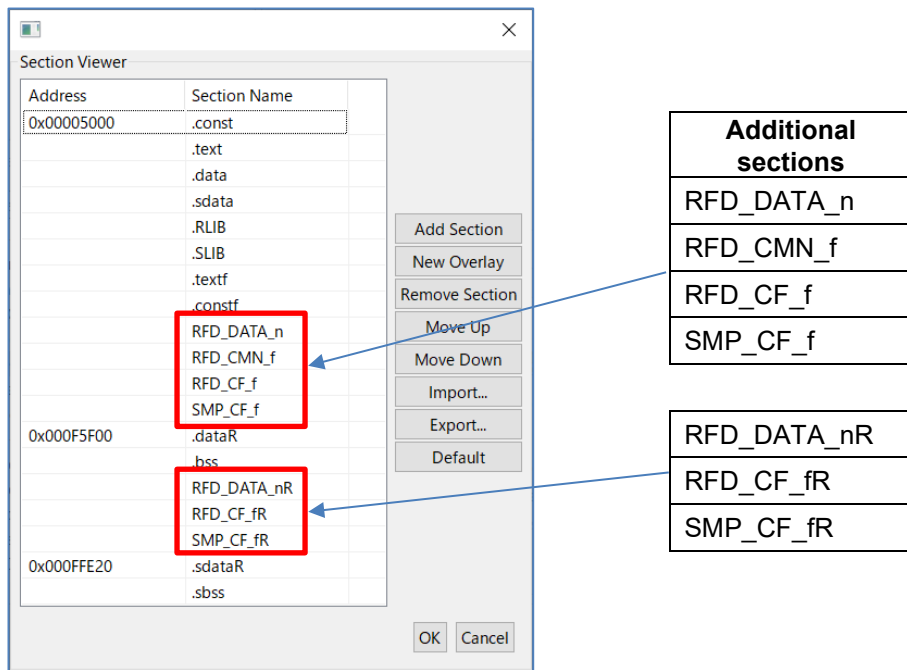 Section Viewer
Address Section Name
0x00005000 .const
.text
.data
.sdata
.RLIB
.SLIB
.textf
.constf
RFD_DATA_n
RFD_CMN_f
RFD_CF_f
SMP_CF_f
0x000F5F00 .dataR
.bss
RFD_DATA_nR
RFD_CF_fR
SMP_CF_fR
0x000FFE20 .sdataR
.sbss
Add Section
New Overlay
Remove Section
Move Up
Move Down
Import...
Export...
Default
OK Cancel
Additional
sections
RFD_DATA_n
RFD_CMN_f
RFD_CF_f
SMP_CF_f
RFD_DATA_nR
RFD_CF_fR
SMP_CF_fR